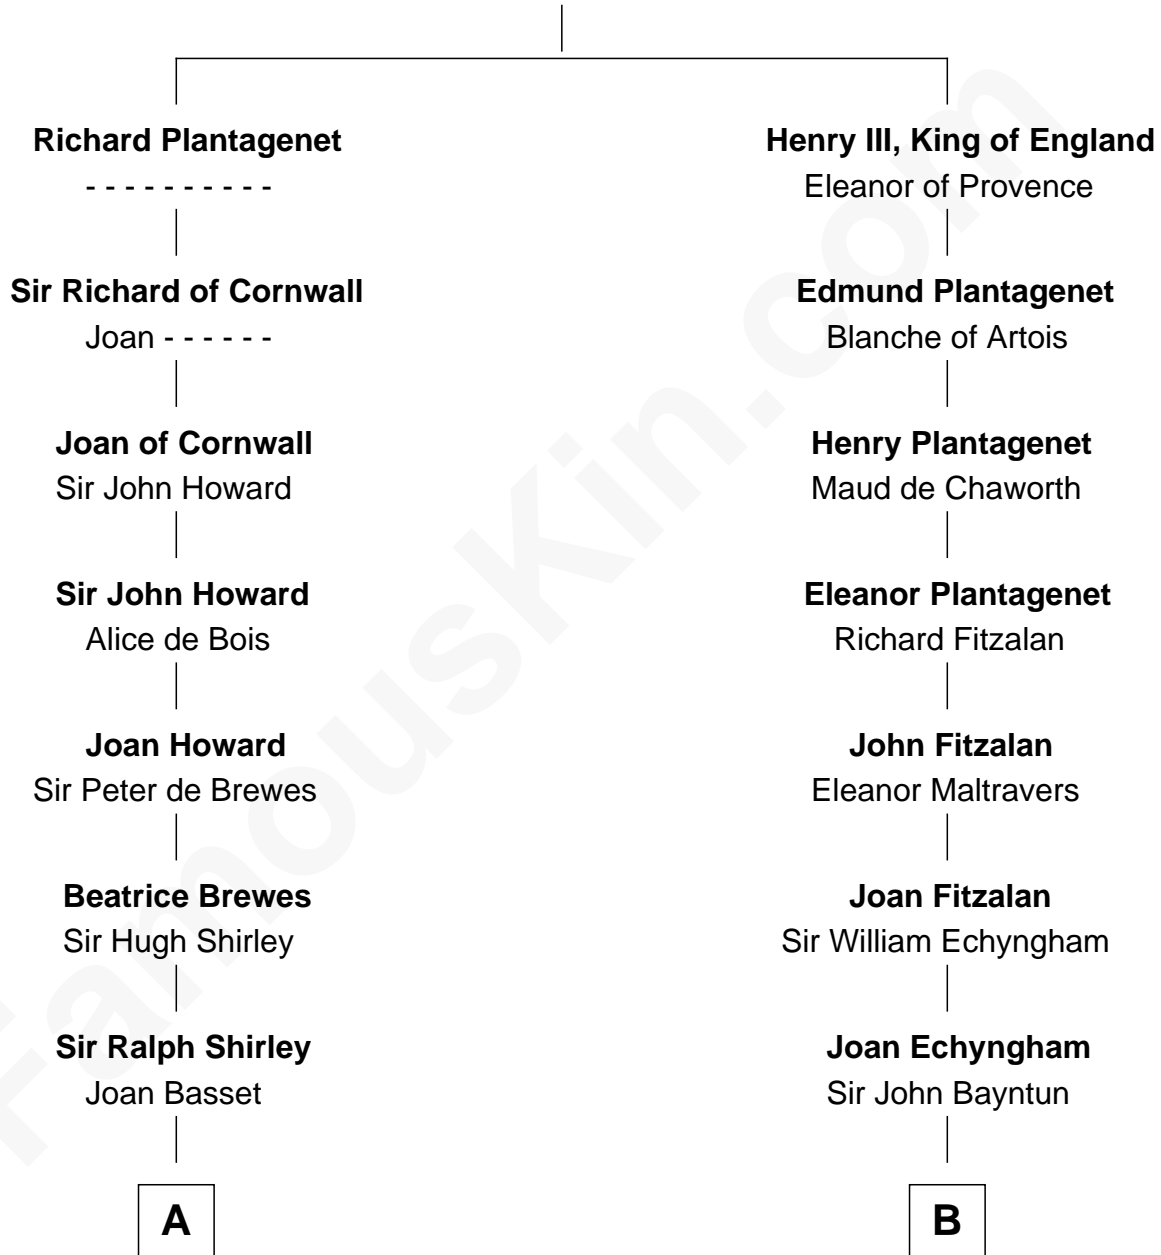 Richard Plantagenet
- - - - - - - - - -
Sir Richard of Cornwall
Joan - - - - - -
Joan of Cornwall
Sir John Howard
Sir John Howard
Alice de Bois
Joan Howard
Sir Peter de Brewes
Beatrice Brewes
Sir Hugh Shirley
Sir Ralph Shirley
Joan Basset
A
Henry III, King of England
Eleanor of Provence
Edmund Plantagenet
Blanche of Artois
Henry Plantagenet
Maud de Chaworth
Eleanor Plantagenet
Richard Fitzalan
John Fitzalan
Eleanor Maltravers
Joan Fitzalan
Sir William Echyngham
Joan Echyngham
Sir John Bayntun
B
FamousKin.com